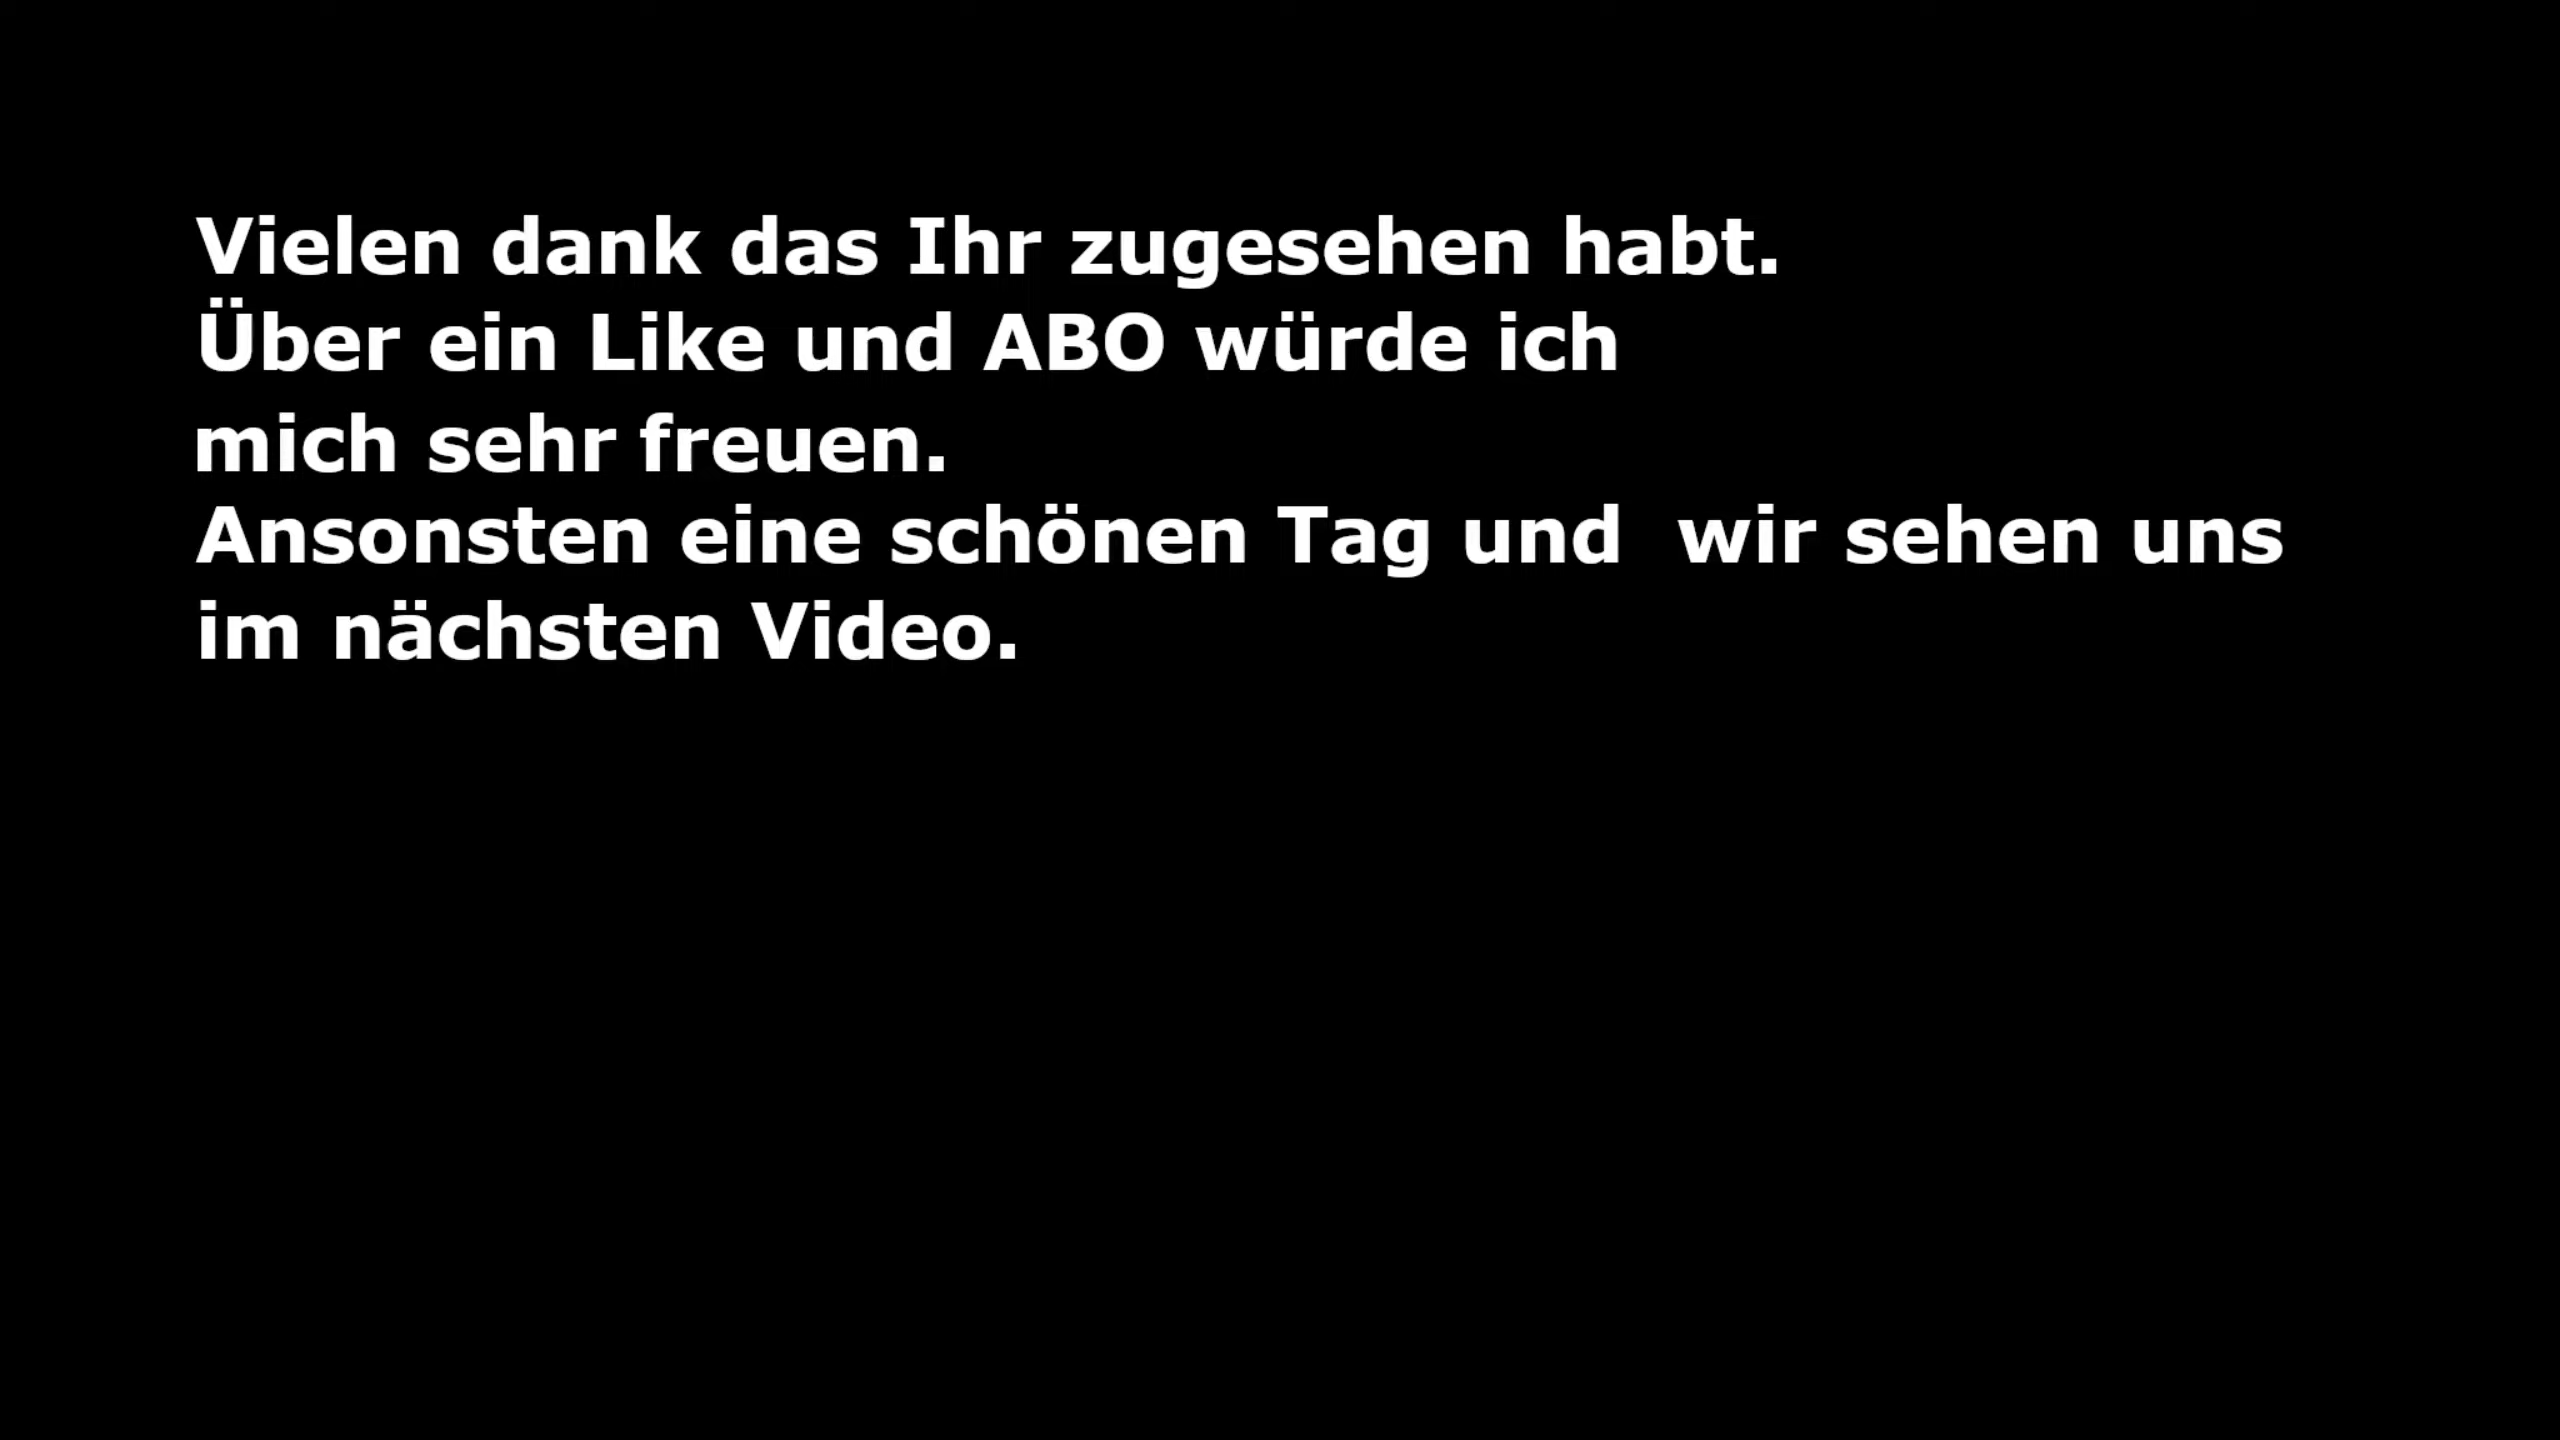 Vielen dank das Ihr zugesehen habt.
Über ein Like und ABO würde ich
mich sehr freuen.
Ansonsten eine schönen Tag und  wir sehen uns
im nächsten Video.